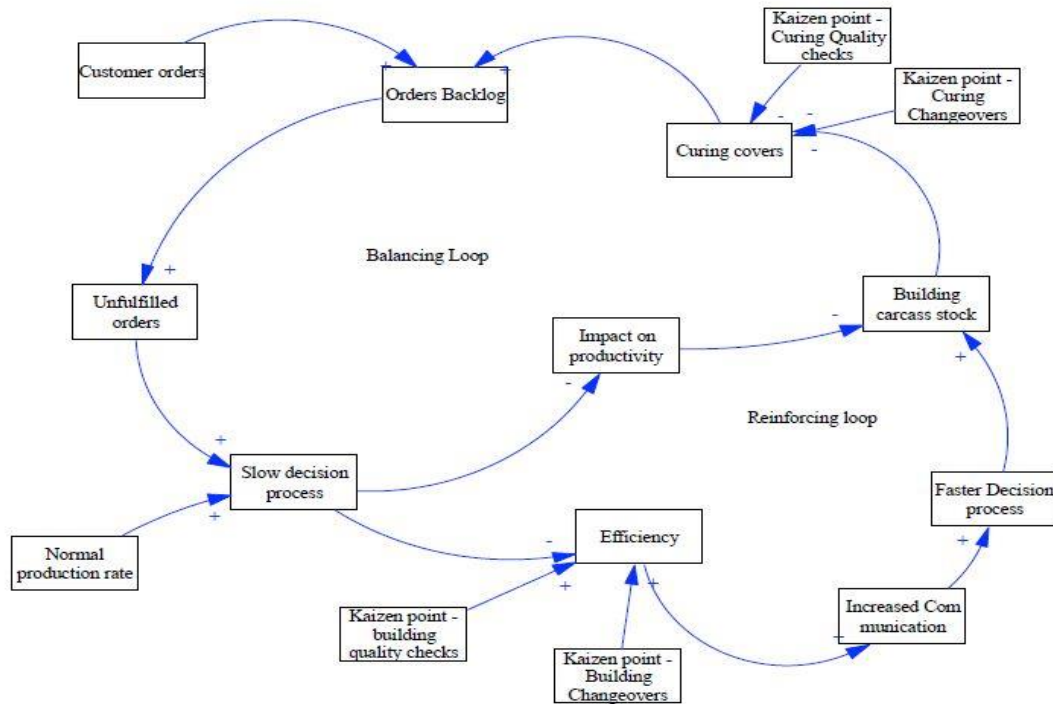 Customer orders
+
+
Orders Backlog
Kaizen point -
Curing Quality
checks
Kaizen point -
Curing
Changeovers
-
-
-
Curing covers
Balancing Loop
+
Unfulfilled
orders
Impact on
productivity
-
-
Building
carcass stock
+
Reinforcing loop
+
Slow decision
process
+
Normal
production rate
Faster Decision
process
+
Efficiency
-
+
+
Kaizen point -
building
quality checks
Kaizen point -
Building
Changeovers
+
Increased Com
munication